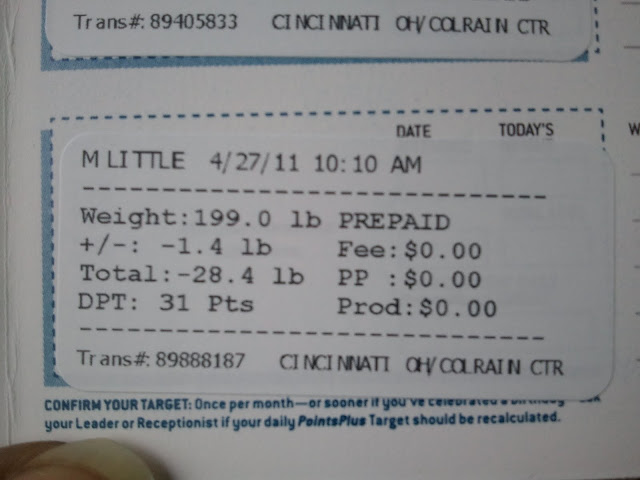 Trans#: 89405833 CINCINNATI OH/COLRAIN CTR
DATE TODAY'S W
M LITTLE 4/27/11 10:10 AM
Weight:199.0 lb PREPAID
+/-: -1.4 lb Fee:$0.00
Total:-28.4 lb PP :$0.00
DPT: 31 Pts Prod:$0.00
Trans#: 89888187 CINCINNATI OH/COLRAIN CTR
CONFIRM YOUR TARGET: Once per month—or sooner if you've celebrated a
your Leader or Receptionist if your daily PointsPlus Target should be recalculated.